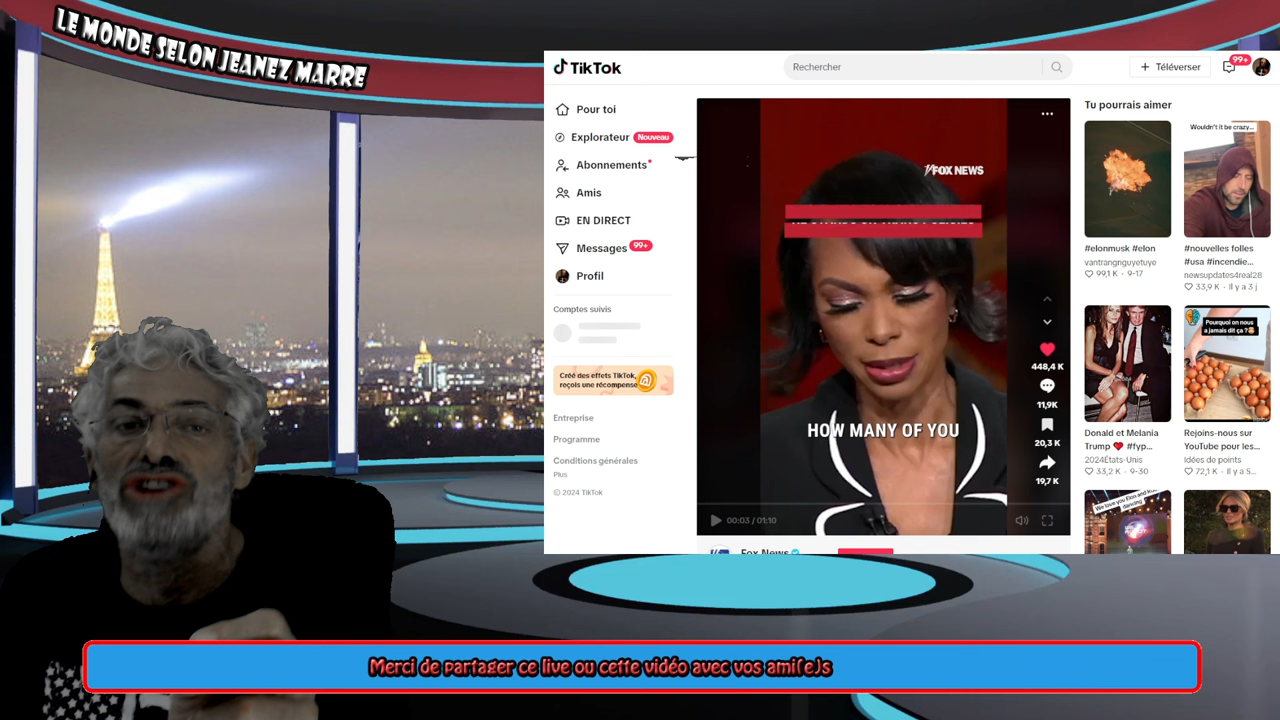 LE MONDE SELON JEANEZ MARRE
TikTok
Rechercher
Téléverser
99+
Pour toi
Explorateur Nouveau
Abonnements
Amis
EN DIRECT
Messages 99+
Profil
Comptes suivis
Créé des effets TikTok,
reçois une récompense
Entreprise
Programme
Conditions générales
Plus
© 2024 TikTok
FOX NEWS
HOW MANY OF YOU
448,4 K
11,9K
20,3 K
19,7 K
00:03 / 01:10
Fox News
Tu pourrais aimer
#elonmusk #elon
vantrangnguyetuye
99,1 K · 9-17
Wouldn't it be crazy...
#nouvelles folles
#usa #incendie...
newsupdates4real28
33,9 K · Il y a 3 j
Donald et Melania
Trump ❤️ #fyp...
2024États-Unis
33,2 K · 9-30
Pourquoi on nous
a jamais dit ça ?
Rejoins-nous sur
YouTube pour les...
Idées de points
72,1 K · Il y a 5...
We love you Elon and
dancing
Merci de partager ce live ou cette vidéo avec vos ami(e)s